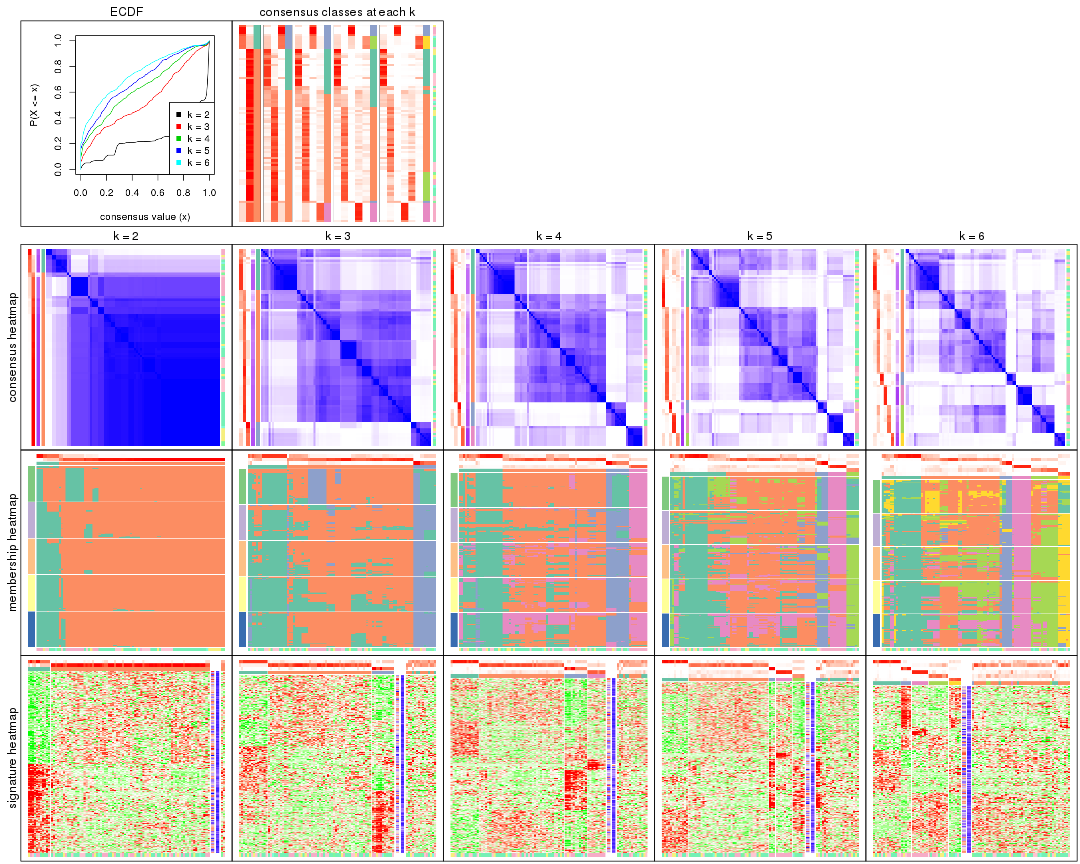 ECDF
consensus classes at each k
P(X <= x)
0.0
0.2
0.4
0.6
0.8
1.0
k = 2
k = 3
k = 4
k = 5
k = 6
0.0 0.2 0.4 0.6 0.8 1.0
consensus value (x)
k = 2
k = 3
k = 4
k = 5
k = 6
consensus heatmap
membership heatmap
signature heatmap